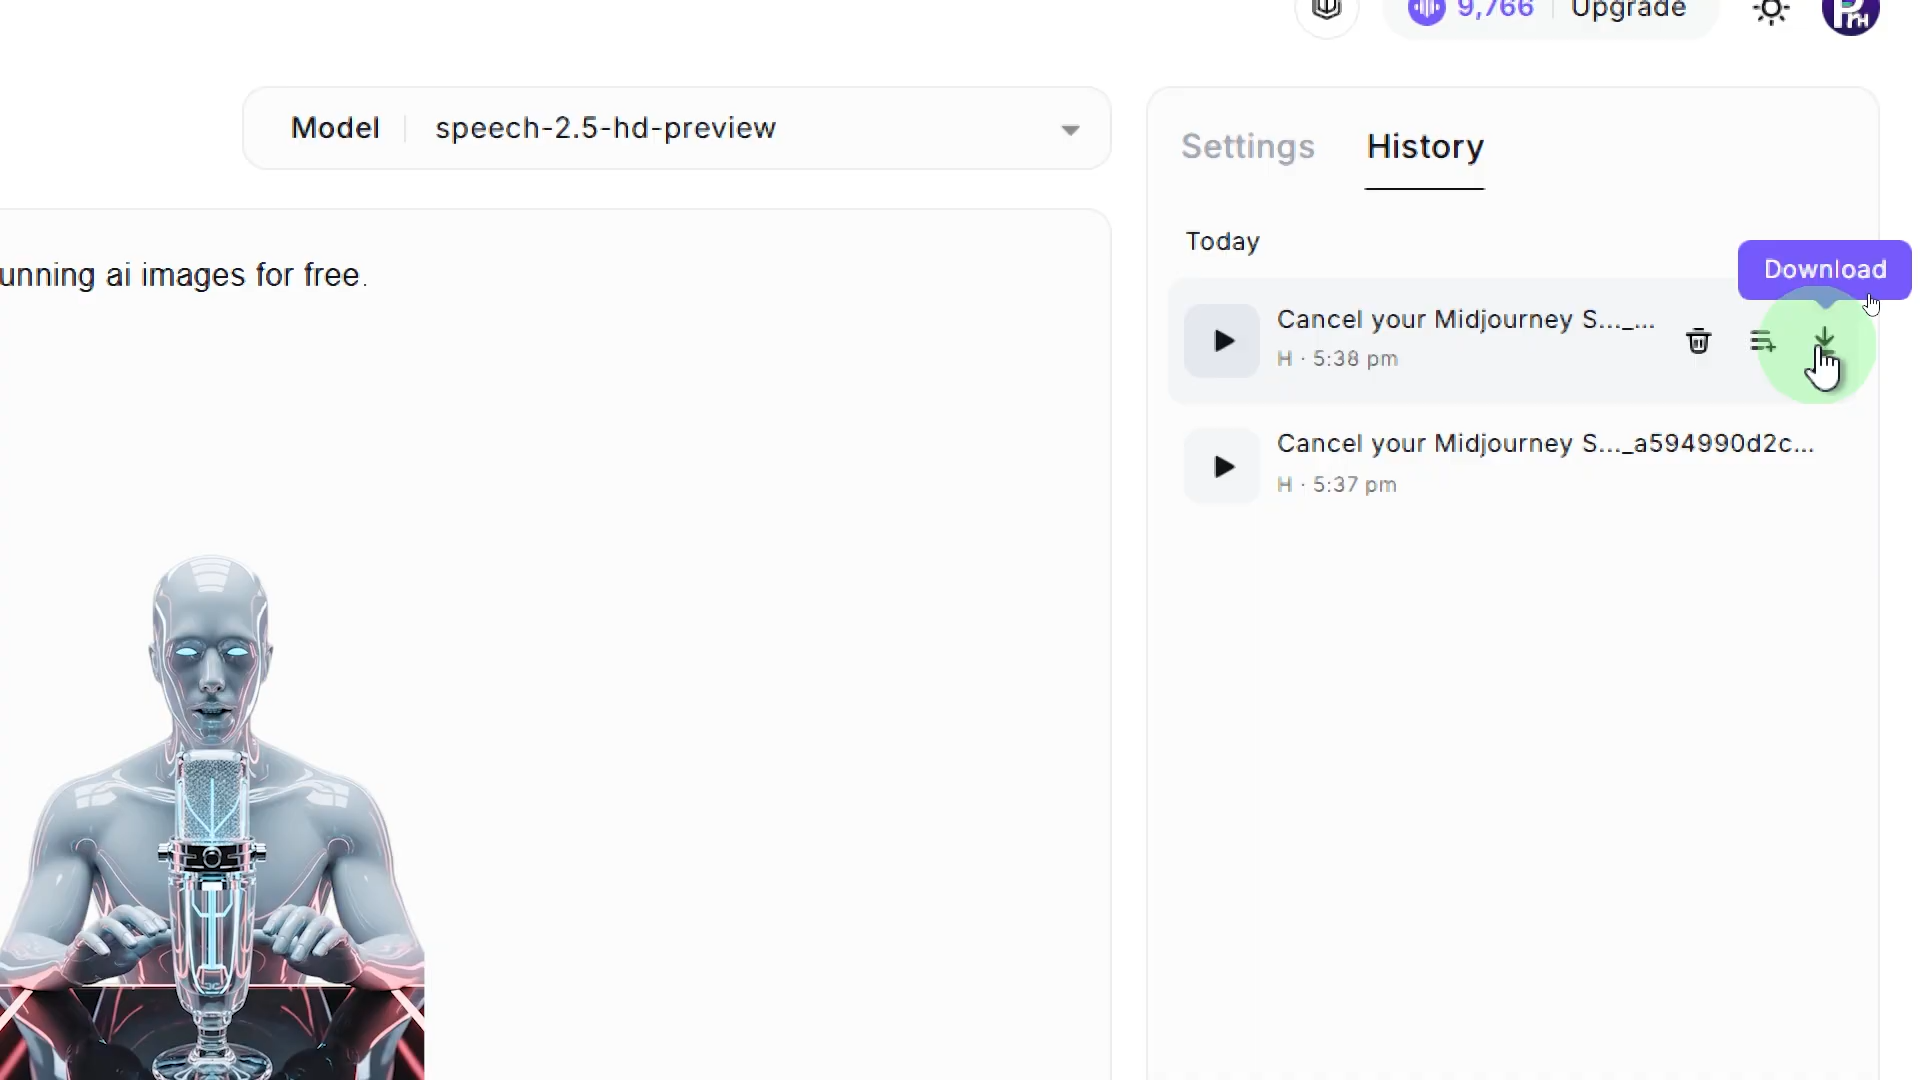 9,766 Upgrade
Model speech-2.5-hd-preview
Settings History
unning ai images for free.
Today
Download
Cancel your Midjourney S..._...
H · 5:38 pm
Cancel your Midjourney S..._a594990d2c...
H · 5:37 pm